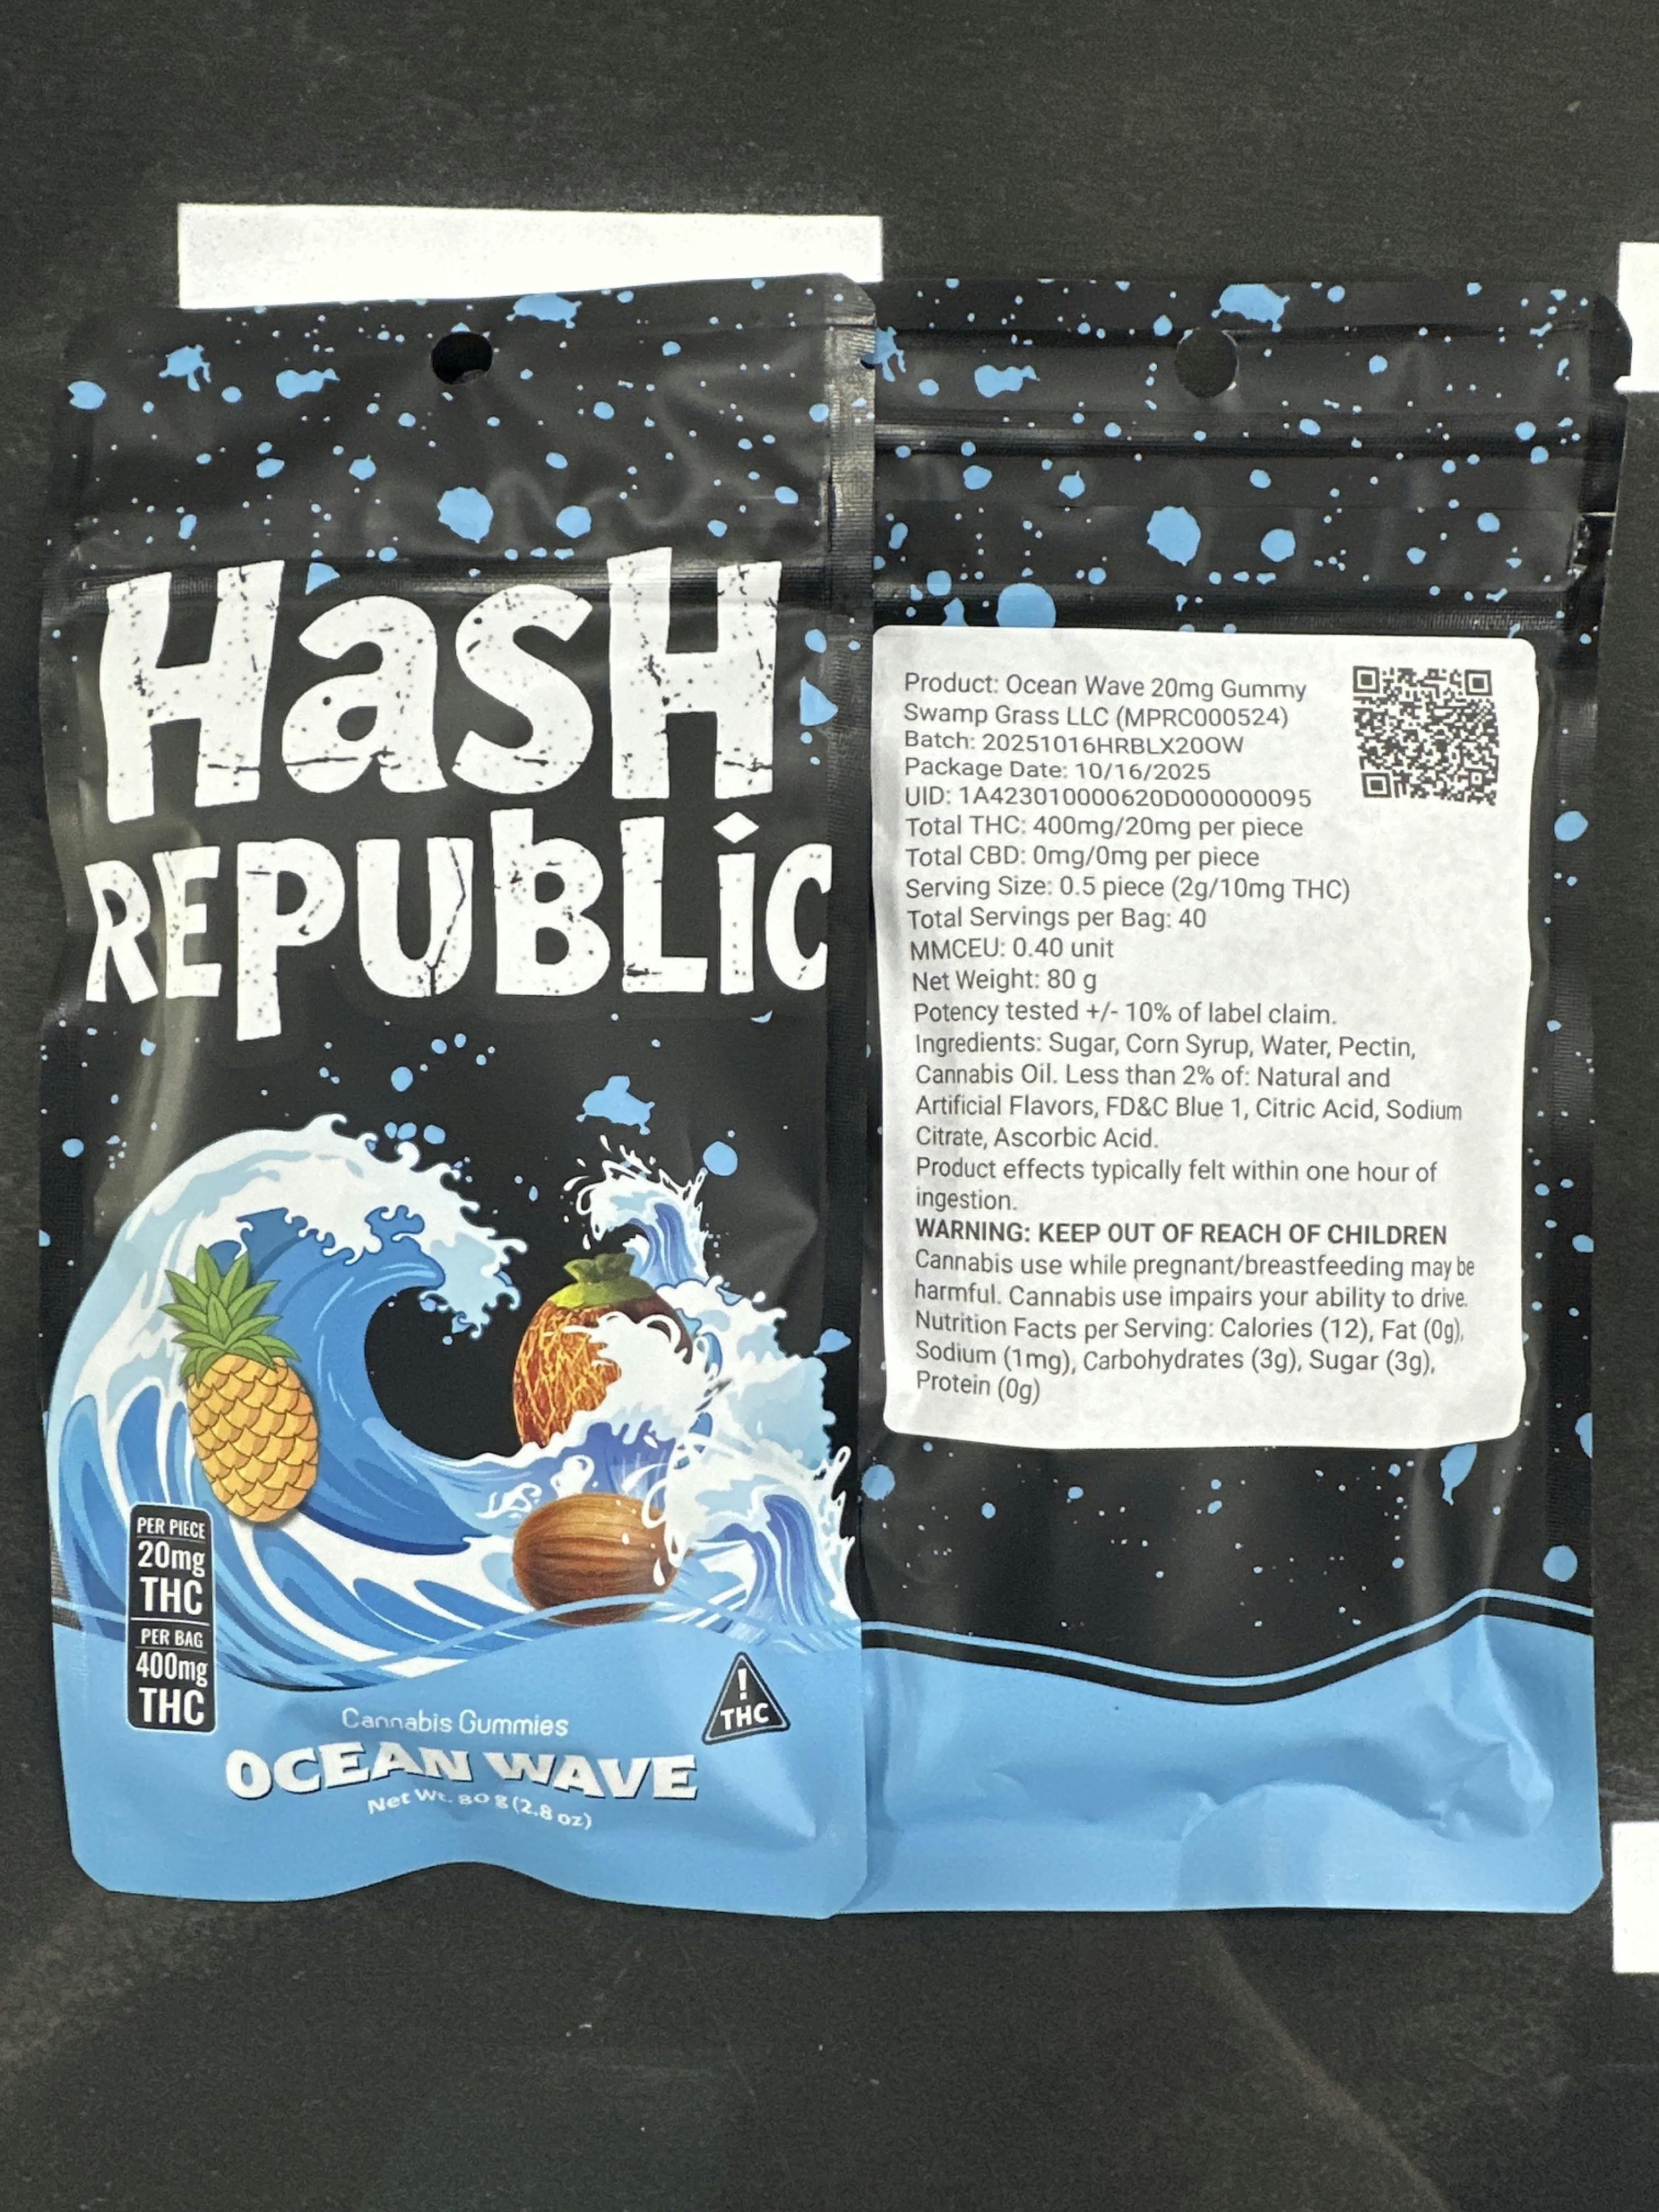 HasH
REPUBLiC
PER PIECE
20mg
THC
PER BAG
400mg
THC
!
THC
Cannabis Gummies
OCEAN WAVE
Net Wt. 80 g (2.8 oz)
Product: Ocean Wave 20mg Gummy
Swamp Grass LLC (MPRC000524)
Batch: 20251016HRBLX20OW
Package Date: 10/16/2025
UID: 1A423010000620D000000095
Total THC: 400mg/20mg per piece
Total CBD: 0mg/0mg per piece
Serving Size: 0.5 piece (2g/10mg THC)
Total Servings per Bag: 40
MMCEU: 0.40 unit
Net Weight: 80 g
Potency tested +/- 10% of label claim.
Ingredients: Sugar, Corn Syrup, Water, Pectin,
Cannabis Oil. Less than 2% of: Natural and
Artificial Flavors, FD&C Blue 1, Citric Acid, Sodium
Citrate, Ascorbic Acid.
Product effects typically felt within one hour of
ingestion.
WARNING: KEEP OUT OF REACH OF CHILDREN
Cannabis use while pregnant/breastfeeding may be
harmful. Cannabis use impairs your ability to drive.
Nutrition Facts per Serving: Calories (12), Fat (0g),
Sodium (1mg), Carbohydrates (3g), Sugar (3g),
Protein (0g)